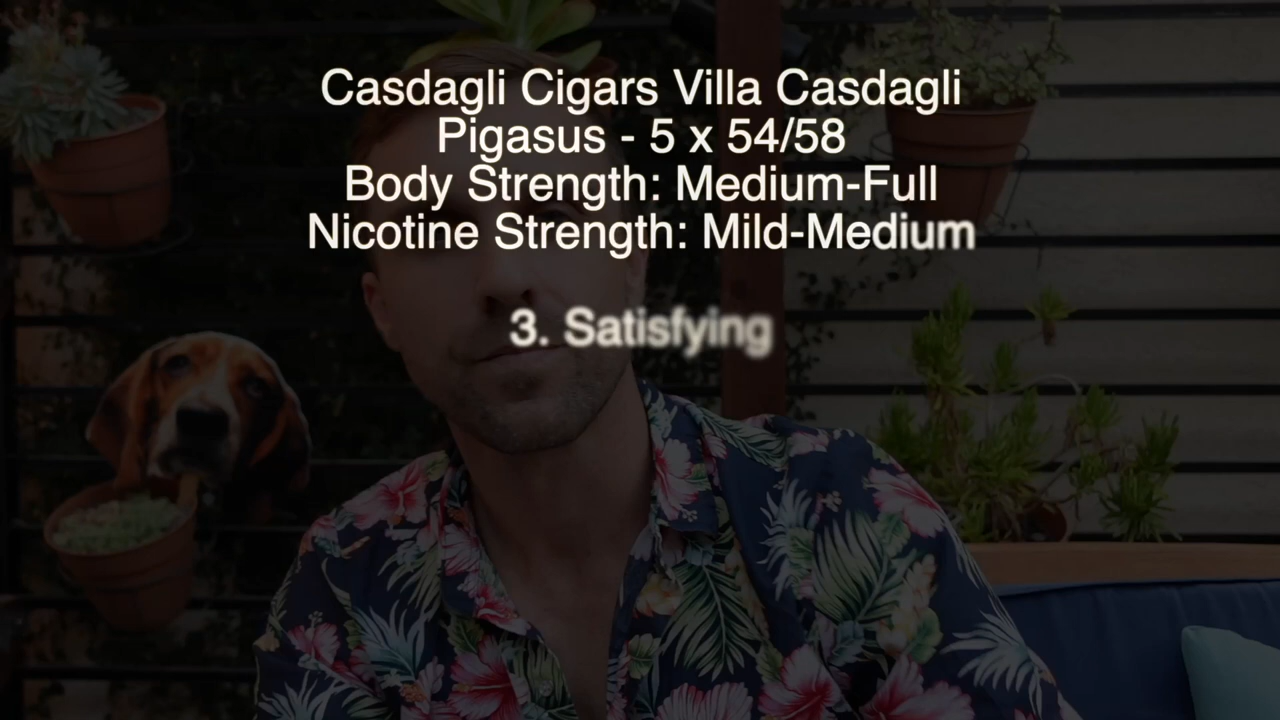 Casdagli Cigars Villa Casdagli
Pigasus - 5 x 54/58
Body Strength: Medium-Full
Nicotine Strength: Mild-Medium
3. Satisfying